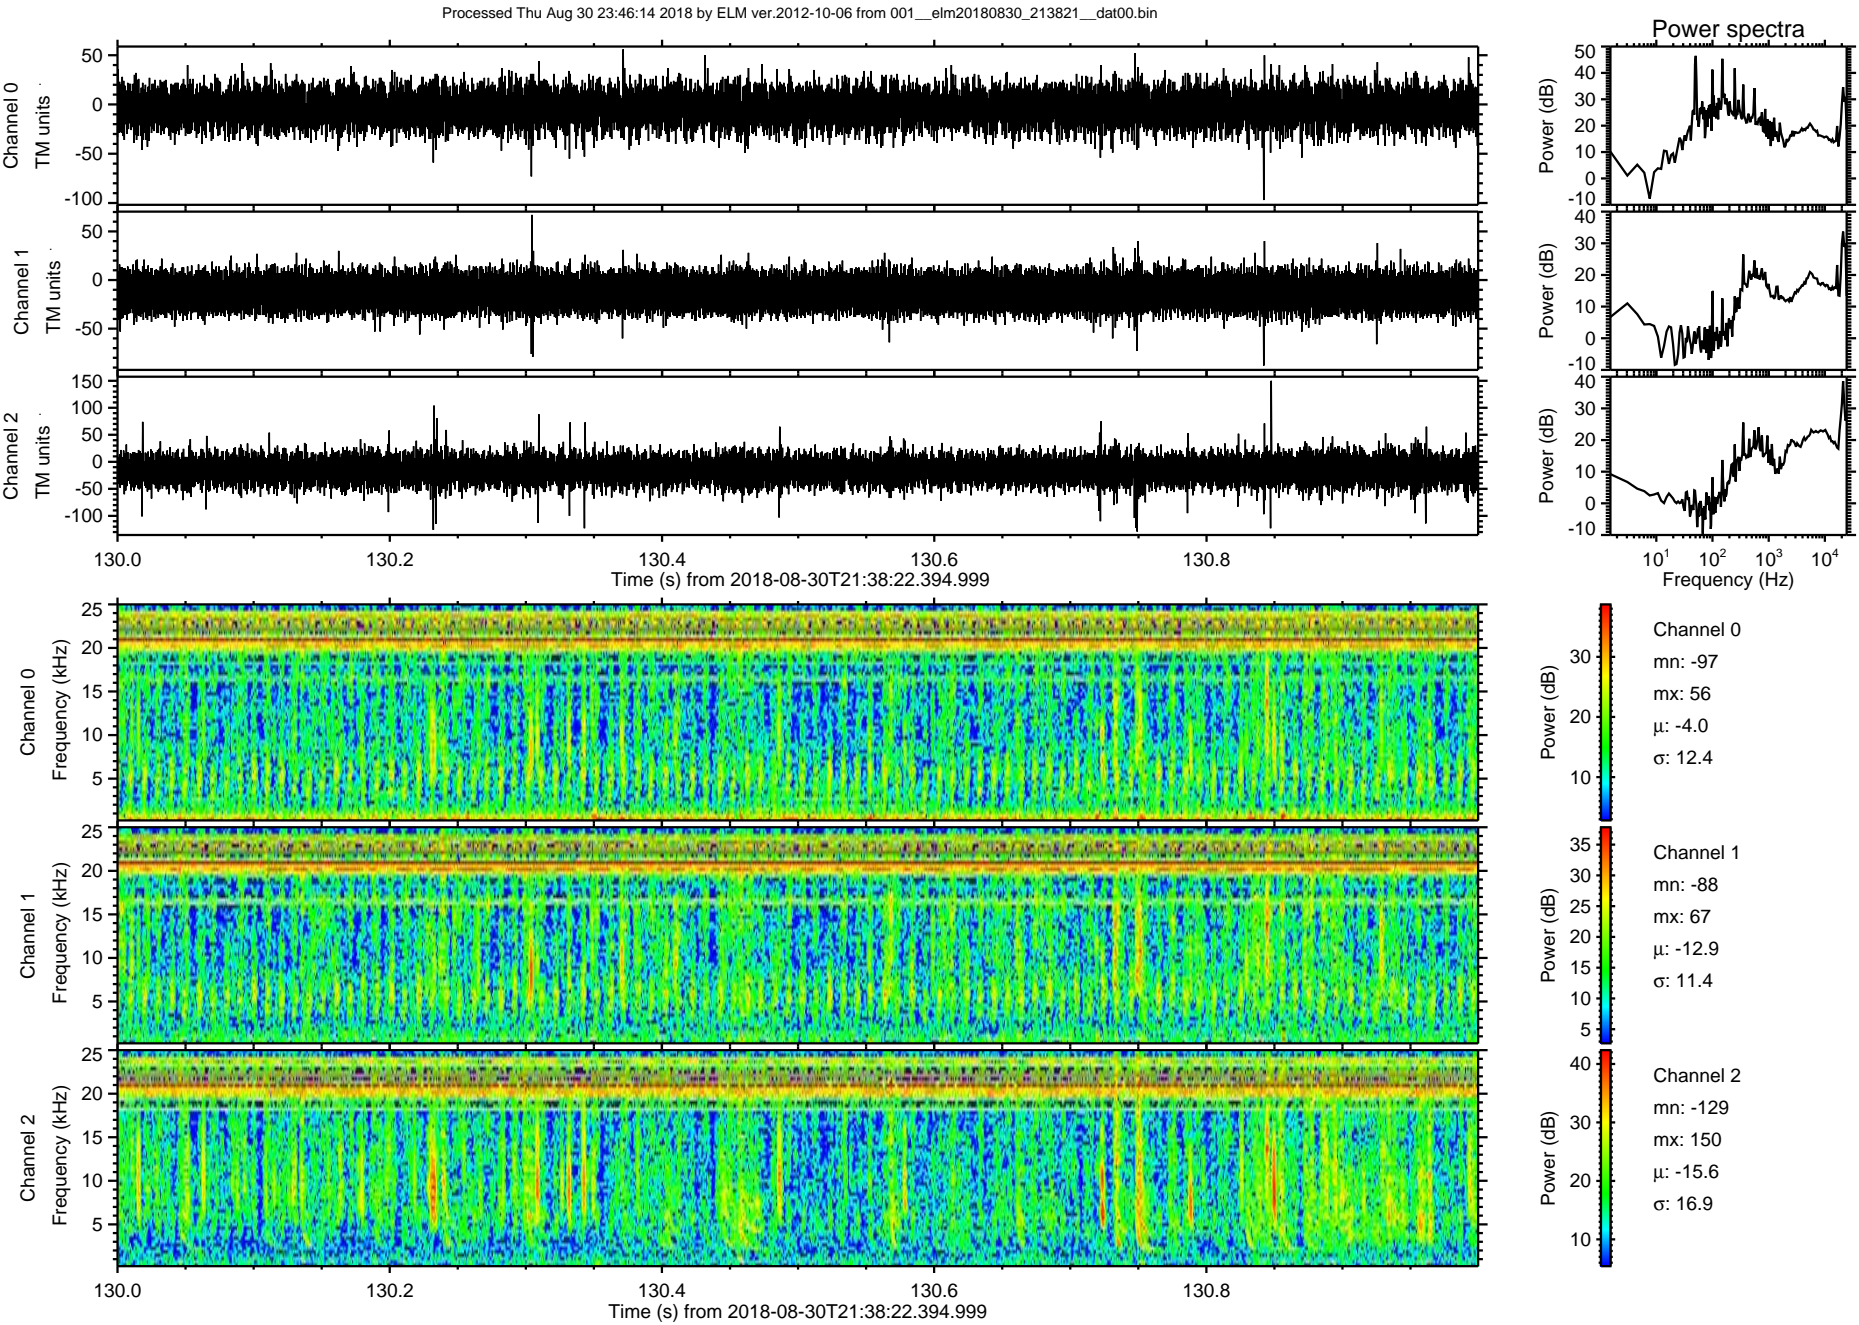 Processed Thu Aug 30 23:46:14 2018 by ELM ver.2012-10-06 from 001__elm20180830_213821__dat00.bin
Power spectra
Channel 0
TM units
50
0
-50
-100
Power (dB)
50
40
30
20
10
0
-10
Channel 1
TM units
50
0
-50
Power (dB)
40
30
20
10
0
-10
Channel 2
TM units
150
100
50
0
-50
-100
Power (dB)
40
30
20
10
0
-10
130.0 130.2 130.4 130.6 130.8
Time (s) from 2018-08-30T21:38:22.394.999
10^1 10^2 10^3 10^4
Frequency (Hz)
Channel 0
Frequency (kHz)
25
20
15
10
5
Power (dB)
30
20
10
Channel 0
mn: -97
mx: 56
µ: -4.0
σ: 12.4
Channel 1
Frequency (kHz)
25
20
15
10
5
Power (dB)
35
30
25
20
15
10
5
Channel 1
mn: -88
mx: 67
µ: -12.9
σ: 11.4
Channel 2
Frequency (kHz)
25
20
15
10
5
Power (dB)
40
30
20
10
Channel 2
mn: -129
mx: 150
µ: -15.6
σ: 16.9
130.0 130.2 130.4 130.6 130.8
Time (s) from 2018-08-30T21:38:22.394.999